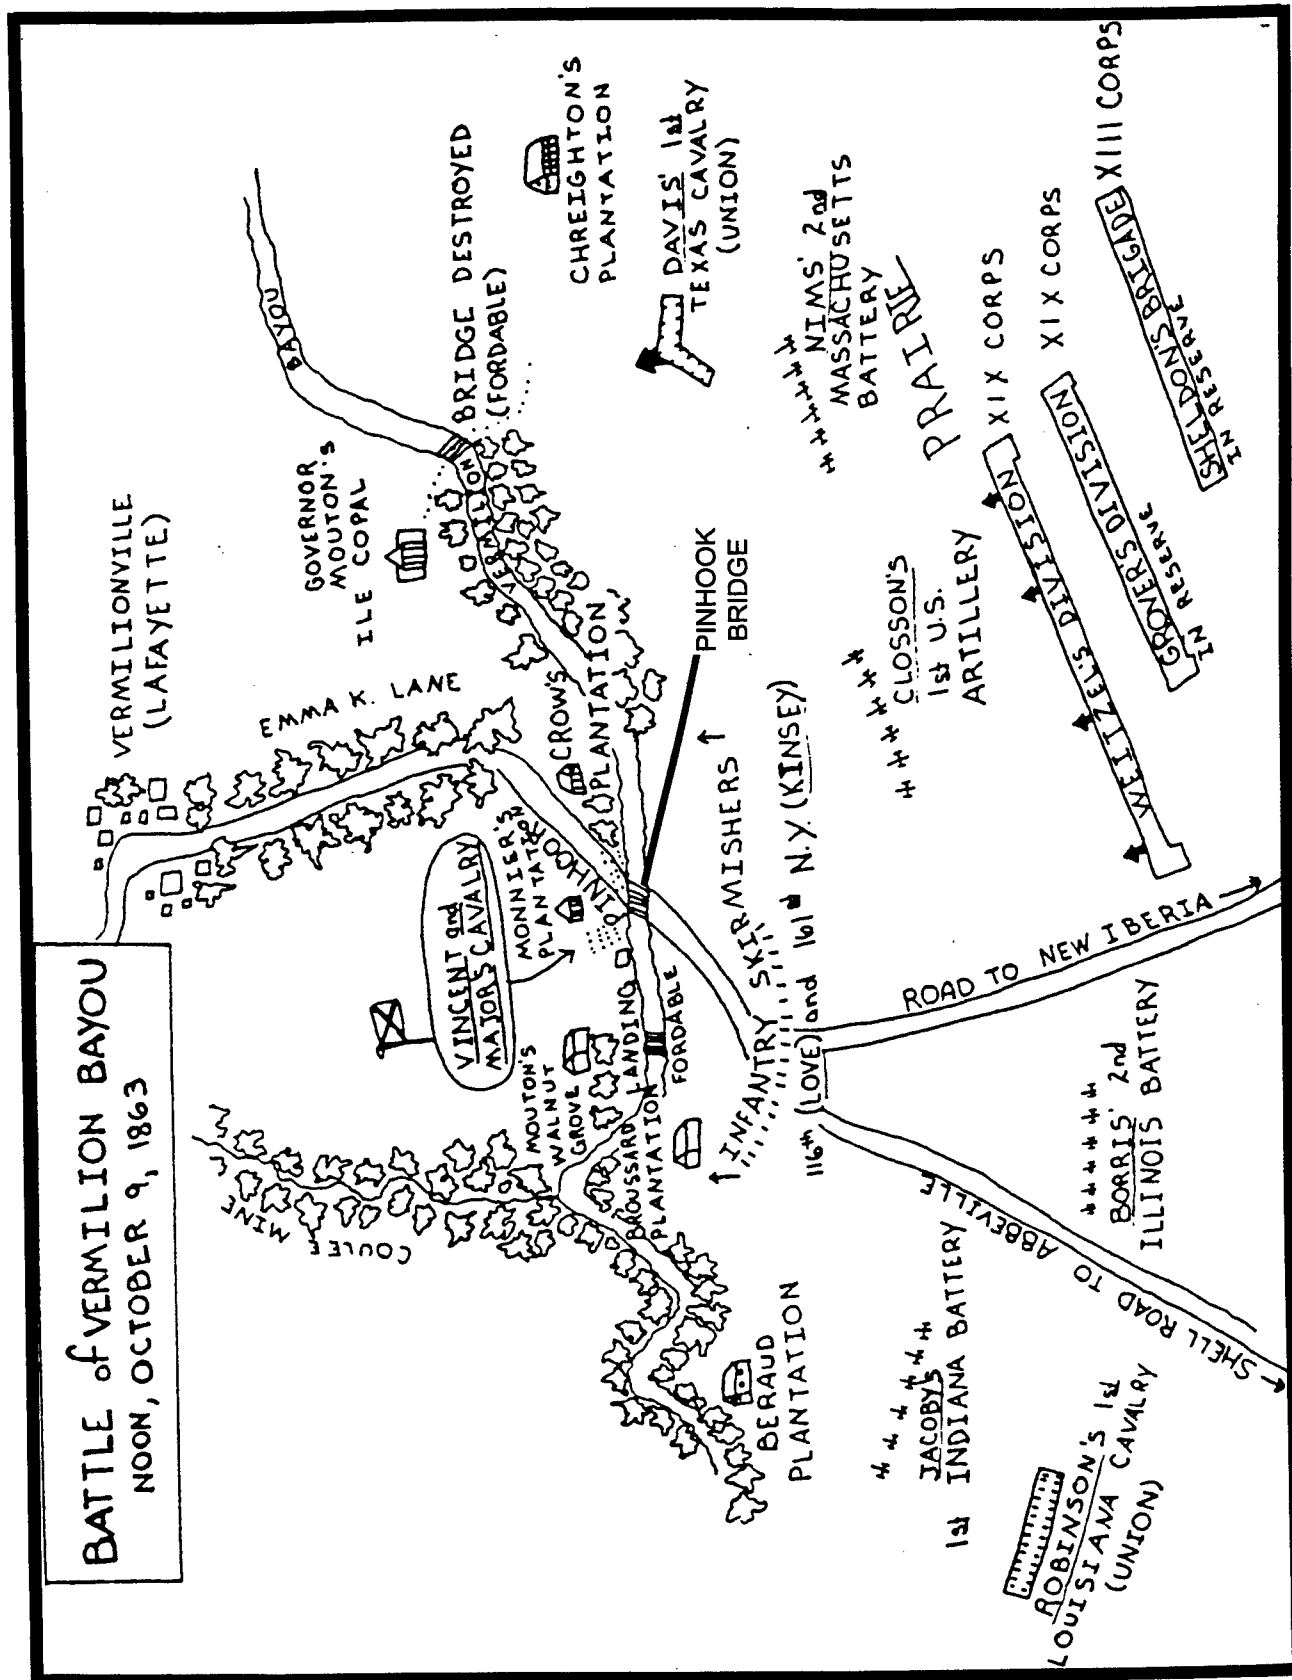 BATTLE of VERMILION BAYOU
NOON, OCTOBER 9, 1863
VERMILIONVILLE
(LAFAYETTE)
EMMA K. LANE
GOVERNOR
MOUTON'S
ILE COPAL
BAYOU
VERMILION
BRIDGE DESTROYED
(FORDABLE)
CHREIGHTON'S
PLANTATION
DAVIS' 1st
TEXAS CAVALRY
(UNION)
COULEE
MINE
VINCENT and
MAJOR'S CAVALRY
MONNIER'S
PLANTATION
PINHOOK
CROW'S
PLANTATION
MOUTON'S
WALNUT
GROVE
LANDING
BROUSSARD
PLANTATION
FORDABLE
PINHOOK
BRIDGE
INFANTRY SKIRMISHERS
116th (LOVE) and 161st N.Y. (KINSEY)
NIMS' 2nd
MASSACHUSETTS
BATTERY
PRAIRIE
CLOSSON'S
1st U.S.
ARTILLERY
BERAUD
PLANTATION
JACOBY'S
1st INDIANA BATTERY
ROBINSON'S 1st
LOUISIANA CAVALRY
(UNION)
SHELL ROAD TO ABBEVILLE
BORRIS' 2nd
ILLINOIS BATTERY
ROAD TO NEW IBERIA
WEITZEL'S DIVISION XIX CORPS
GROVER'S DIVISION XIX CORPS
IN RESERVE
SHELDON'S BRIGADE XIII CORPS
IN RESERVE